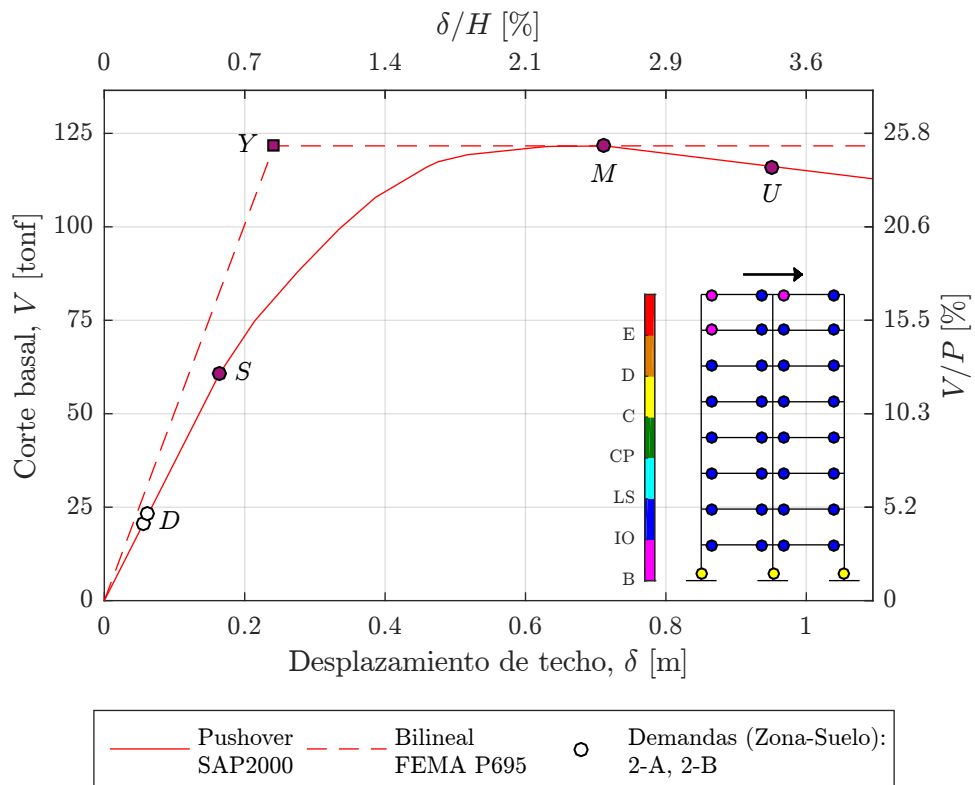 δ/H [%]
0 0.7 1.4 2.1 2.9 3.6
Corte basal, V [tonf]
125
100
75
50
25
0
V/P [%]
25.8
20.6
15.5
10.3
5.2
0
Y
M
U
S
D
E
D
C
CP
LS
IO
B
0 0.2 0.4 0.6 0.8 1
Desplazamiento de techo, δ [m]
Pushover
SAP2000
Bilineal
FEMA P695
Demandas (Zona-Suelo):
2-A, 2-B